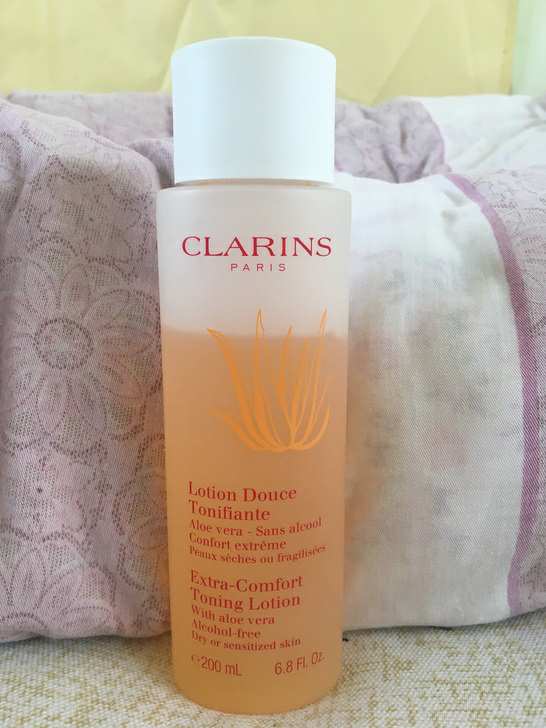 CLARINS
PARIS
Lotion Douce
Tonifiante
Aloe vera - Sans alcool
Confort extrême
Peaux sèches ou fragilisées
Extra-Comfort
Toning Lotion
With aloe vera
Alcohol-free
Dry or sensitized skin
℮200 mL 6.8 Fl. Oz.